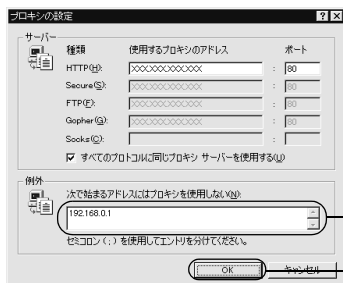 プロキシの設定
サーバー
種類 使用するプロキシのアドレス ポート
HTTP(H): XXXXXXXXXXXX : 80
Secure(S): XXXXXXXXXXXX : 80
FTP(F): XXXXXXXXXXXX : 80
Gopher(G): XXXXXXXXXXXX : 80
Socks(C): :
すべてのプロトコルに同じプロキシ サーバーを使用する(U)
例外
次で始まるアドレスにはプロキシを使用しない(N):
192.168.0.1
セミコロン (;) を使用してエントリを分けてください。
OK キャンセル